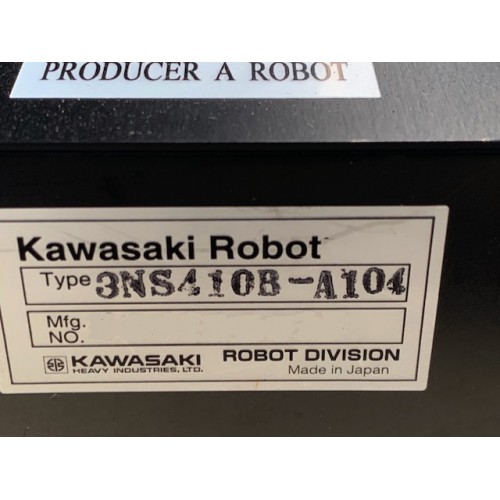 PRODUCER A ROBOT
Kawasaki Robot
Type 3NS410B-A104
Mfg.
NO.
KAWASAKI ROBOT DIVISION
HEAVY INDUSTRIES, LTD. Made in Japan